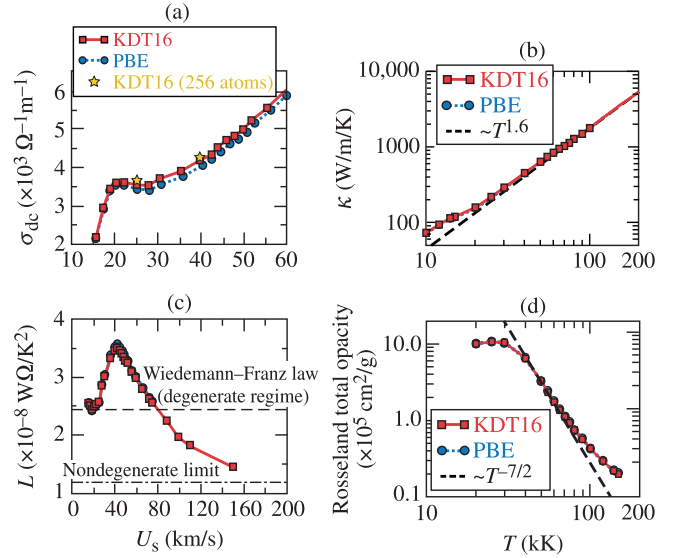 (a)
KDT16
PBE
KDT16 (256 atoms)
σdc (×10³ Ω⁻¹m⁻¹)
6
5
4
3
2
10 20 30 40 50 60
(b)
KDT16
PBE
~T^1.6
κ (W/m/K)
10,000
1000
100
10 20 100 200
(c)
L (×10⁻⁸ WΩ/K²)
4
3
2
1
Wiedemann–Franz law
(degenerate regime)
Nondegenerate limit
0 40 80 120 160 200
Us (km/s)
(d)
Rosseland total opacity
(×10⁵ cm²/g)
10.0
1.0
0.1
KDT16
PBE
~T^–7/2
10 20 100 200
T (kK)